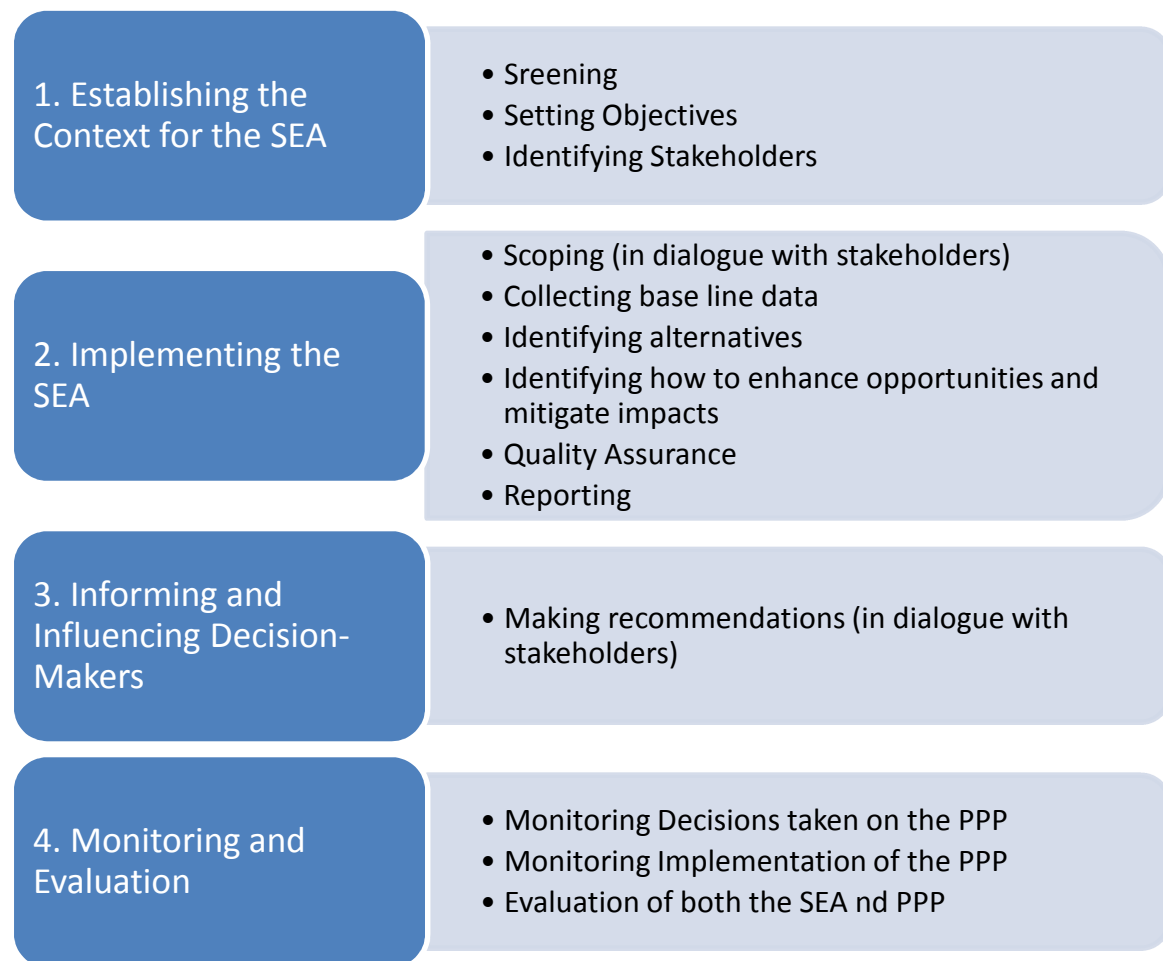 1. Establishing the
Context for the SEA
• Sreening
• Setting Objectives
• Identifying Stakeholders
2. Implementing the
SEA
• Scoping (in dialogue with stakeholders)
• Collecting base line data
• Identifying alternatives
• Identifying how to enhance opportunities and
mitigate impacts
• Quality Assurance
• Reporting
3. Informing and
Influencing Decision-
Makers
• Making recommendations (in dialogue with
stakeholders)
4. Monitoring and
Evaluation
• Monitoring Decisions taken on the PPP
• Monitoring Implementation of the PPP
• Evaluation of both the SEA nd PPP